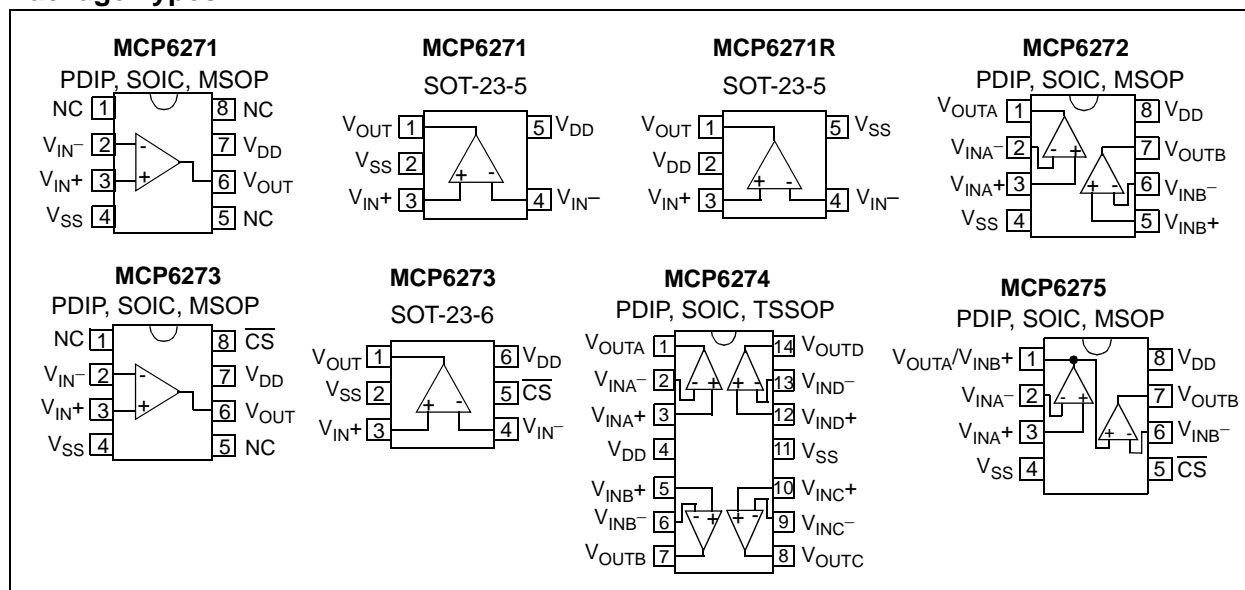 MCP6271
PDIP, SOIC, MSOP
NC 1
8 NC
VIN– 2
7 VDD
VIN+ 3
6 VOUT
VSS 4
5 NC
- +
MCP6271
SOT-23-5
VOUT 1
5 VDD
VSS 2
VIN+ 3
4 VIN–
+ -
MCP6271R
SOT-23-5
VOUT 1
5 VSS
VDD 2
VIN+ 3
4 VIN–
+ -
MCP6272
PDIP, SOIC, MSOP
VOUTA 1
8 VDD
VINA– 2
7 VOUTB
VINA+ 3
6 VINB–
VSS 4
5 VINB+
- +
+ -
MCP6273
PDIP, SOIC, MSOP
NC 1
8 CS
VIN– 2
7 VDD
VIN+ 3
6 VOUT
VSS 4
5 NC
- +
MCP6273
SOT-23-6
VOUT 1
6 VDD
VSS 2
5 CS
VIN+ 3
4 VIN–
+ -
MCP6274
PDIP, SOIC, TSSOP
VOUTA 1
14 VOUTD
VINA– 2
13 VIND–
VINA+ 3
12 VIND+
VDD 4
11 VSS
VINB+ 5
10 VINC+
VINB– 6
9 VINC–
VOUTB 7
8 VOUTC
- + + -
- + + -
MCP6275
PDIP, SOIC, MSOP
VOUTA/VINB+ 1
8 VDD
VINA– 2
7 VOUTB
VINA+ 3
6 VINB–
VSS 4
5 CS
- +
+ -